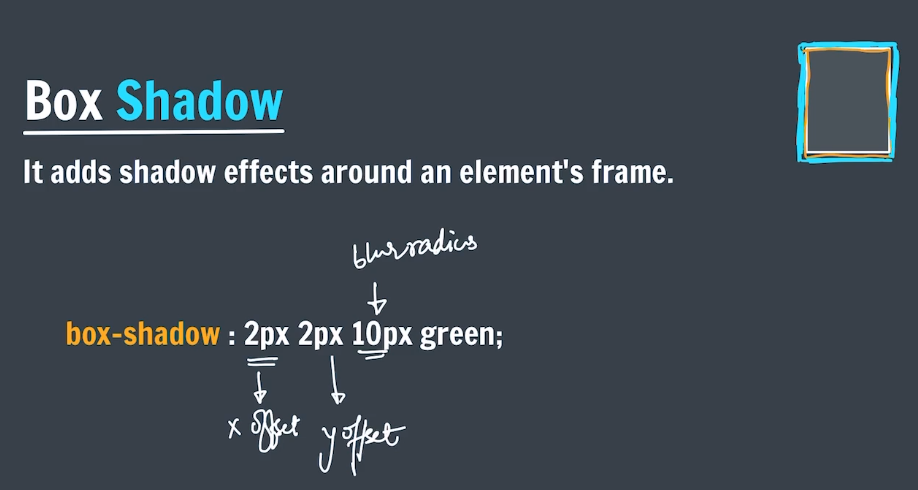 Box Shadow
It adds shadow effects around an element's frame.
blur radius
box-shadow : 2px 2px 10px green;
x offset y offset